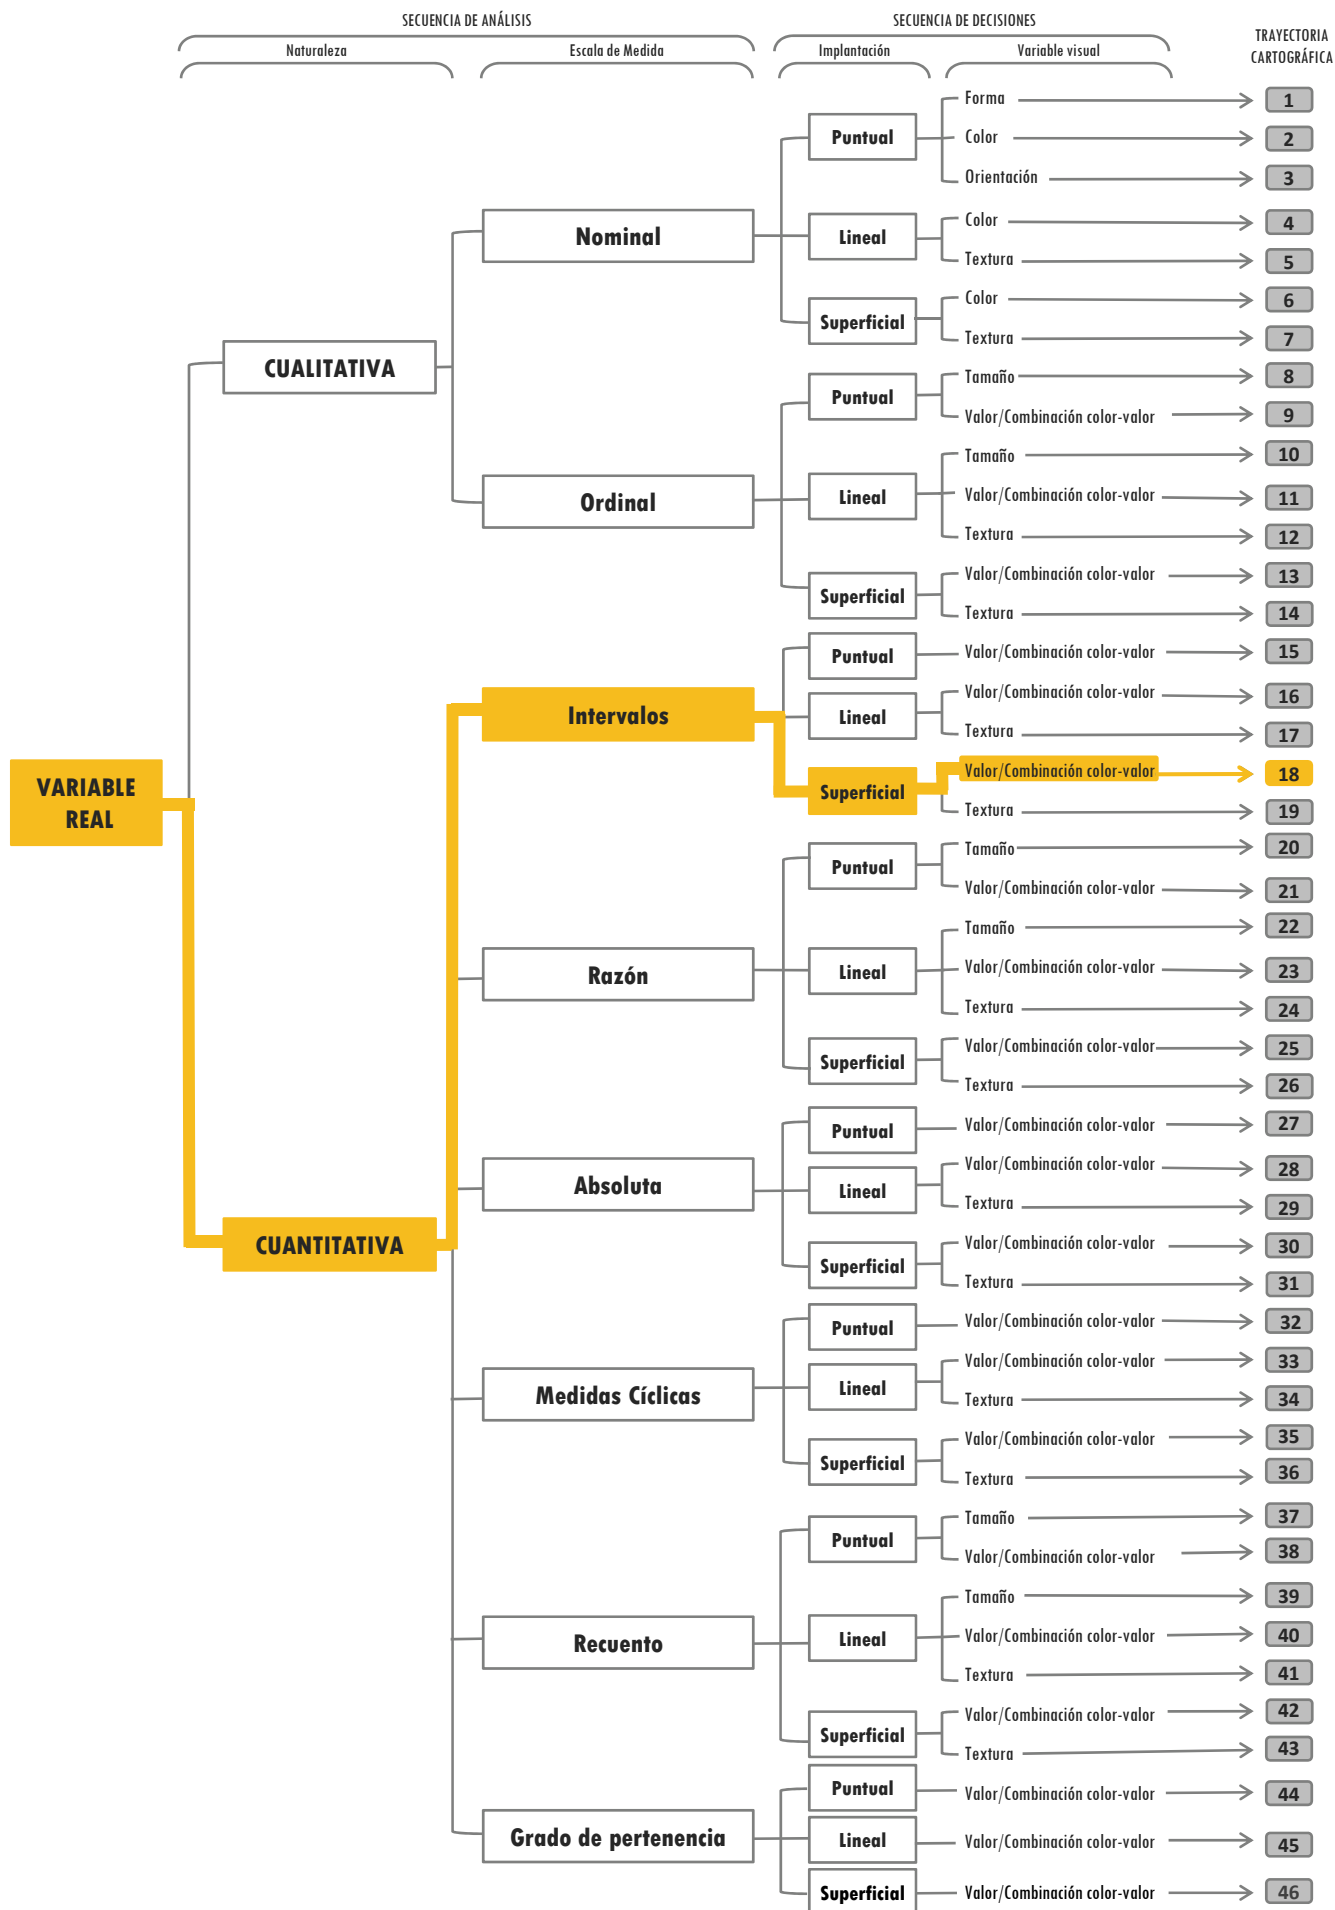 SECUENCIA DE ANÁLISIS
SECUENCIA DE DECISIONES
TRAYECTORIA
CARTOGRÁFICA
Naturaleza
Escala de Medida
Implantación
Variable visual
VARIABLE
REAL
CUALITATIVA
Nominal
Puntual
Forma
1
Color
2
Orientación
3
Lineal
Color
4
Textura
5
Superficial
Color
6
Textura
7
Ordinal
Puntual
Tamaño
8
Valor/Combinación color-valor
9
Lineal
Tamaño
10
Valor/Combinación color-valor
11
Textura
12
Superficial
Valor/Combinación color-valor
13
Textura
14
CUANTITATIVA
Intervalos
Puntual
Valor/Combinación color-valor
15
Lineal
Valor/Combinación color-valor
16
Textura
17
Superficial
Valor/Combinación color-valor
18
Textura
19
Razón
Puntual
Tamaño
20
Valor/Combinación color-valor
21
Lineal
Tamaño
22
Valor/Combinación color-valor
23
Textura
24
Superficial
Valor/Combinación color-valor
25
Textura
26
Absoluta
Puntual
Valor/Combinación color-valor
27
Lineal
Valor/Combinación color-valor
28
Textura
29
Superficial
Valor/Combinación color-valor
30
Textura
31
Medidas Cíclicas
Puntual
Valor/Combinación color-valor
32
Lineal
Valor/Combinación color-valor
33
Textura
34
Superficial
Valor/Combinación color-valor
35
Textura
36
Recuento
Puntual
Tamaño
37
Valor/Combinación color-valor
38
Lineal
Tamaño
39
Valor/Combinación color-valor
40
Textura
41
Superficial
Valor/Combinación color-valor
42
Textura
43
Grado de pertenencia
Puntual
Valor/Combinación color-valor
44
Lineal
Valor/Combinación color-valor
45
Superficial
Valor/Combinación color-valor
46